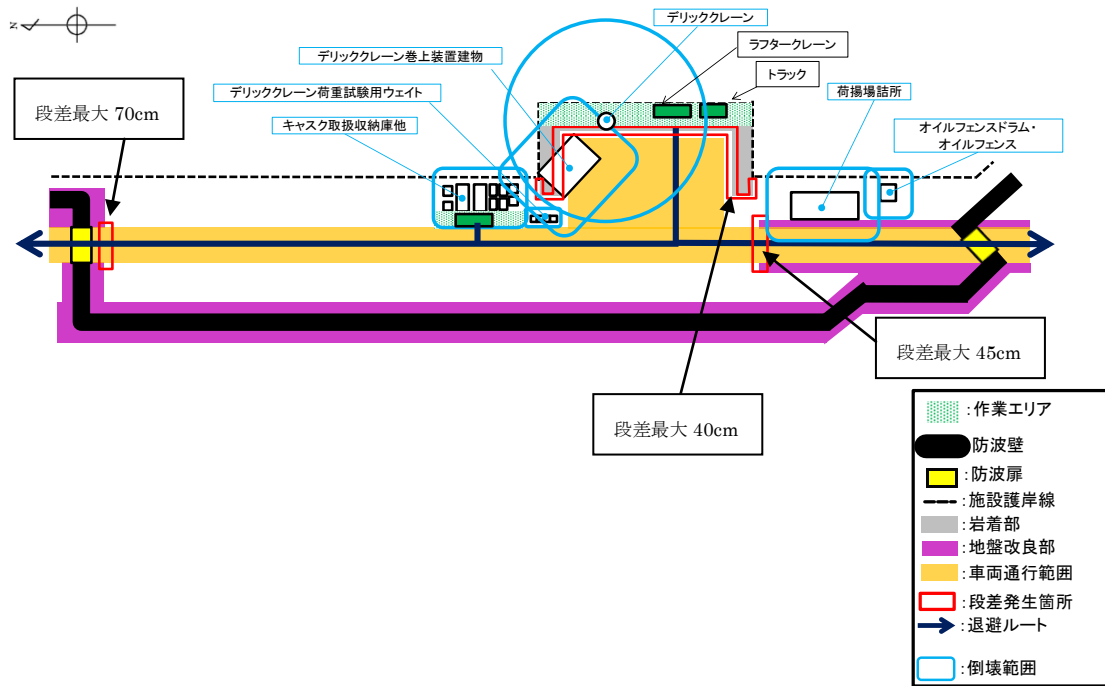 N
デリッククレーン
ラフタークレーン
デリッククレーン巻上装置建物
トラック
段差最大 70cm
デリッククレーン荷重試験用ウェイト
荷揚場詰所
キャスク取扱収納庫他
オイルフェンスドラム・
オイルフェンス
段差最大 45cm
段差最大 40cm
:作業エリア
防波壁
:防波扉
:施設護岸線
:岩着部
:地盤改良部
:車両通行範囲
:段差発生箇所
:退避ルート
:倒壊範囲